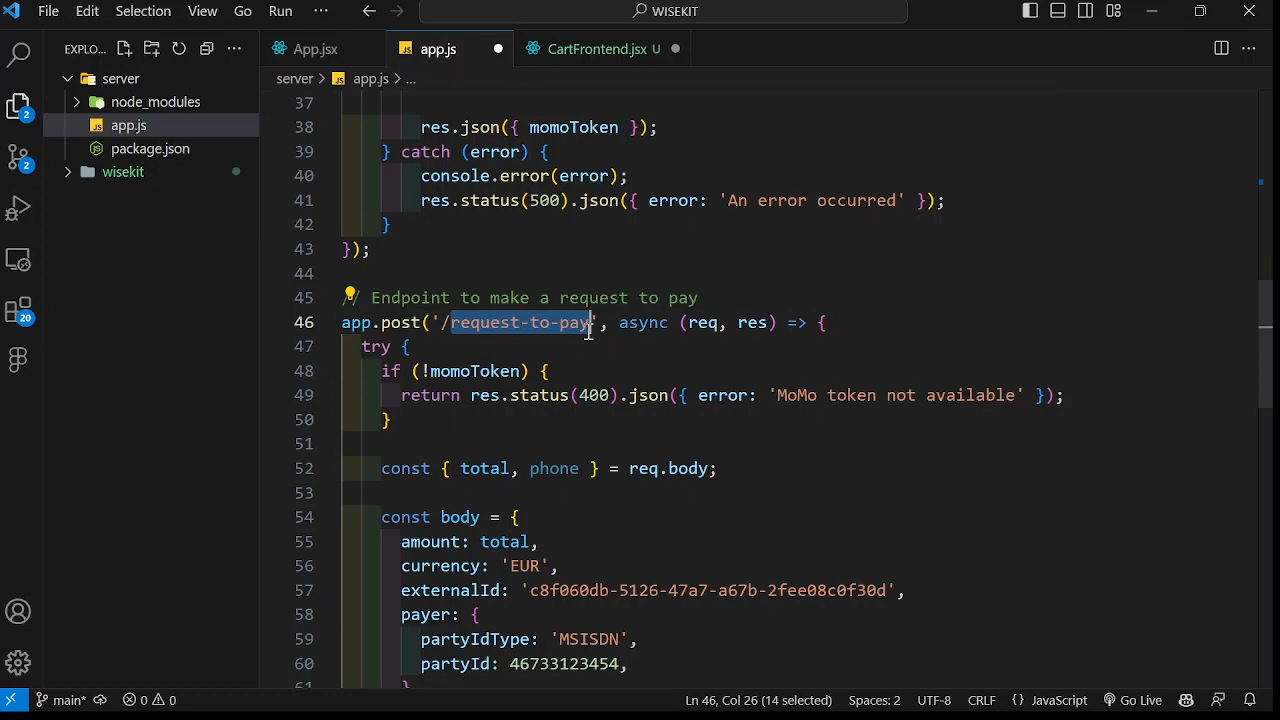 File Edit Selection View Go Run ··· WISEKIT
EXPLO... ···
server
node_modules
app.js
package.json
wisekit
2
2
20
App.jsx
app.js
CartFrontend.jsx U
···
server > app.js > ...
37
38 res.json({ momoToken });
39 } catch (error) {
40 console.error(error);
41 res.status(500).json({ error: 'An error occurred' });
42 }
43 });
44
45 // Endpoint to make a request to pay
46 app.post('/request-to-pay', async (req, res) => {
47 try {
48 if (!momoToken) {
49 return res.status(400).json({ error: 'MoMo token not available' });
50 }
51
52 const { total, phone } = req.body;
53
54 const body = {
55 amount: total,
56 currency: 'EUR',
57 externalId: 'c8f060db-5126-47a7-a67b-2fee08c0f30d',
58 payer: {
59 partyIdType: 'MSISDN',
60 partyId: 46733123454,
61 }
main* 0 0 Ln 46, Col 26 (14 selected) Spaces: 2 UTF-8 CRLF {} JavaScript Go Live